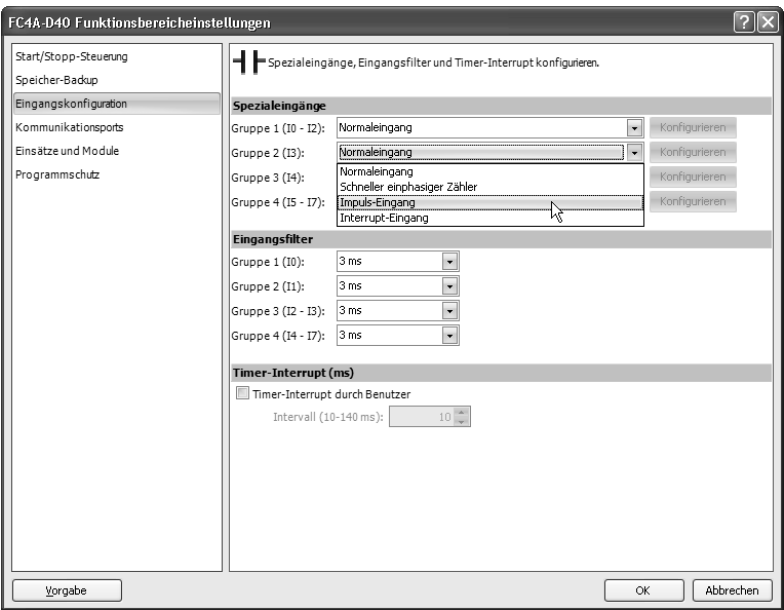 FC4A-D40 Funktionsbereicheinstellungen
Start/Stopp-Steuerung
Speicher-Backup
Eingangskonfiguration
Kommunikationsports
Einsätze und Module
Programmschutz
Spezialeingänge, Eingangsfilter und Timer-Interrupt konfigurieren.
Spezialeingänge
Gruppe 1 (I0 - I2): Normaleingang Konfigurieren
Gruppe 2 (I3): Normaleingang Konfigurieren
Normaleingang
Gruppe 3 (I4): Konfigurieren
Schneller einphasiger Zähler
Gruppe 4 (I5 - I7): Impuls-Eingang Konfigurieren
Interrupt-Eingang
Eingangsfilter
Gruppe 1 (I0): 3 ms
Gruppe 2 (I1): 3 ms
Gruppe 3 (I2 - I3): 3 ms
Gruppe 4 (I4 - I7): 3 ms
Timer-Interrupt (ms)
Timer-Interrupt durch Benutzer
Intervall (10-140 ms): 10
Vorgabe
OK
Abbrechen